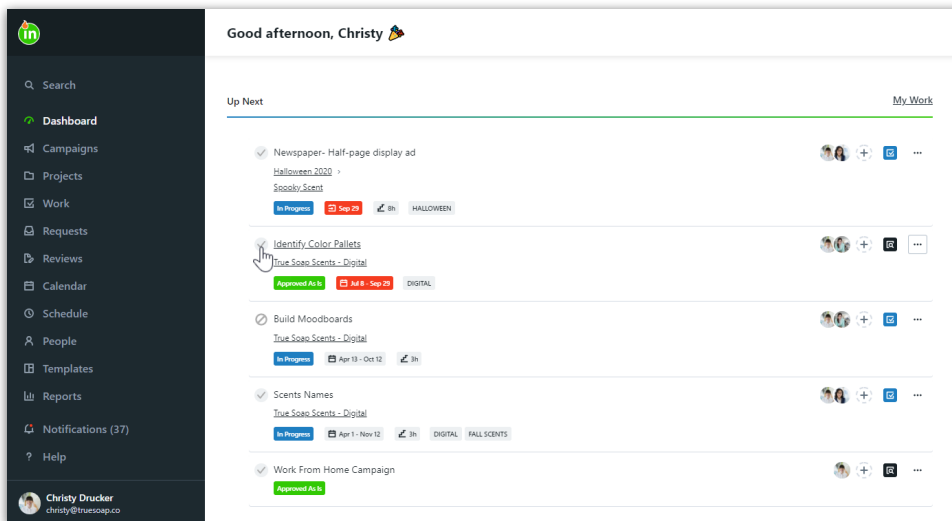 in
Good afternoon, Christy
Search
Dashboard
Campaigns
Projects
Work
Requests
Reviews
Calendar
Schedule
People
Templates
Reports
Notifications (37)
? Help
Christy Drucker
christy@truesoap.co
Up Next
My Work
Newspaper- Half-page display ad
Halloween 2020 >
Spooky Scent
In Progress Sep 29 8h HALLOWEEN
Identify Color Pallets
True Soap Scents - Digital
Approved As Is Jul 8 - Sep 29 DIGITAL
Build Moodboards
True Soap Scents - Digital
In Progress Apr 13 - Oct 12 3h
Scents Names
True Soap Scents - Digital
In Progress Apr 1 - Nov 12 3h DIGITAL FALL SCENTS
Work From Home Campaign
Approved As Is